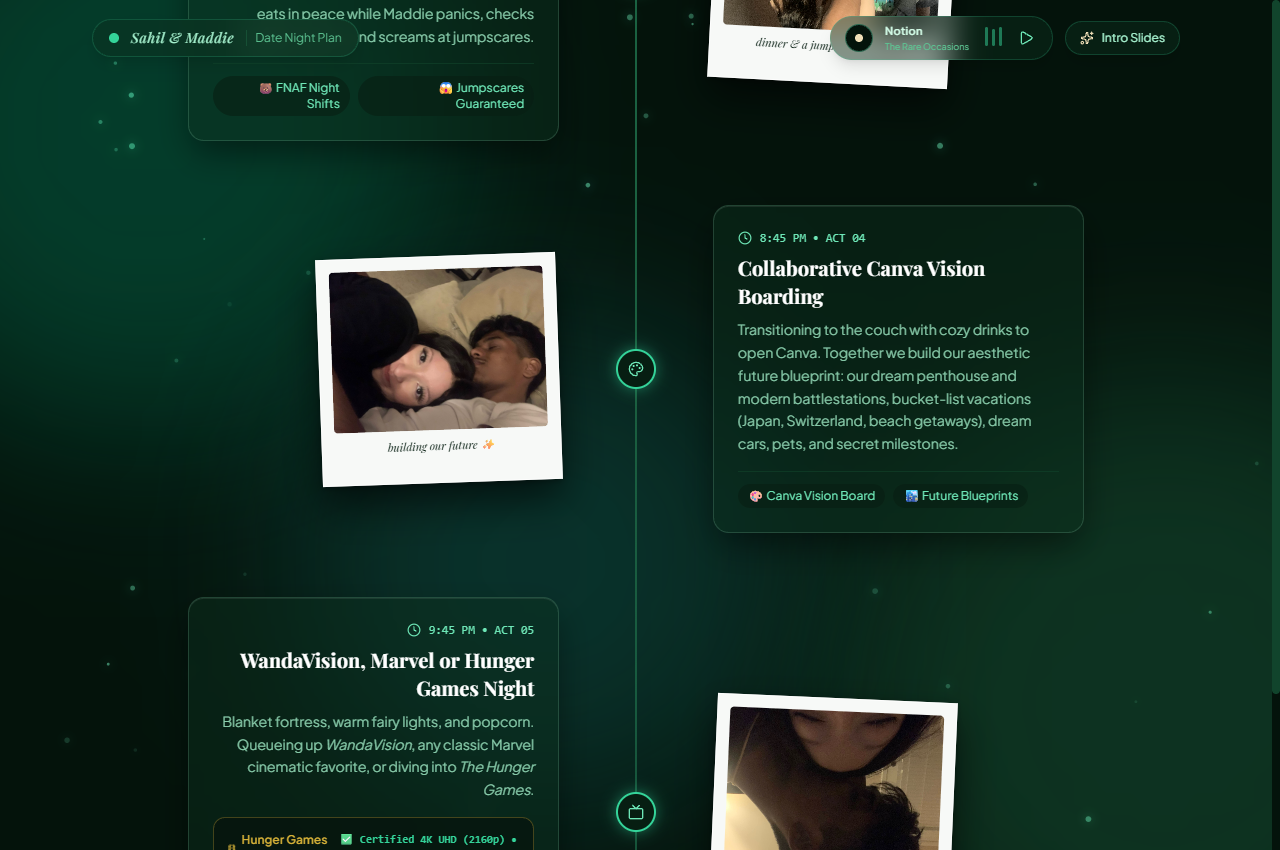 eats in peace while Maddie panics, checks
Sahil & Maddie
Date Night Plan
nd screams at jumpscares.
🐻 FNAF Night
Shifts
😱 Jumpscares
Guaranteed
dinner & a jum
Notion
The Rare Occasions
Intro Slides
8:45 PM • ACT 04
Collaborative Canva Vision
Boarding
Transitioning to the couch with cozy drinks to
open Canva. Together we build our aesthetic
future blueprint: our dream penthouse and
modern battlestations, bucket-list vacations
(Japan, Switzerland, beach getaways), dream
cars, pets, and secret milestones.
🎨 Canva Vision Board
🌃 Future Blueprints
building our future ✨
9:45 PM • ACT 05
WandaVision, Marvel or Hunger
Games Night
Blanket fortress, warm fairy lights, and popcorn.
Queueing up WandaVision, any classic Marvel
cinematic favorite, or diving into The Hunger
Games.
Hunger Games
✅ Certified 4K UHD (2160p) •